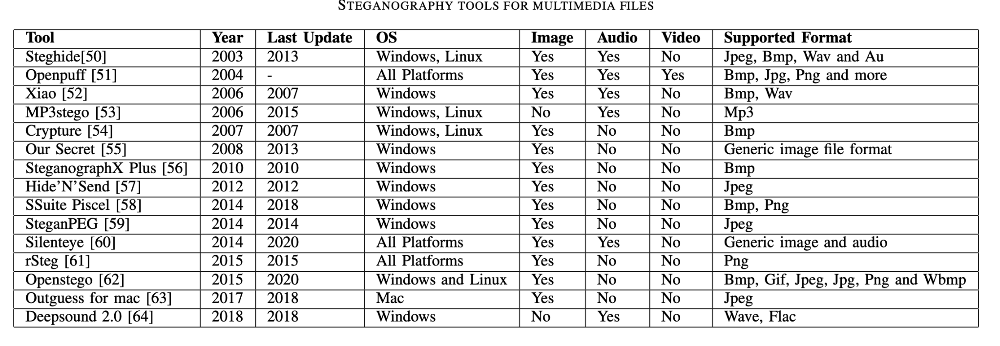 STEGANOGRAPHY TOOLS FOR MULTIMEDIA FILES
Tool Year Last Update OS Image Audio Video Supported Format
Steghide[50] 2003 2013 Windows, Linux Yes Yes No Jpeg, Bmp, Wav and Au
Openpuff [51] 2004 - All Platforms Yes Yes Yes Bmp, Jpg, Png and more
Xiao [52] 2006 2007 Windows Yes Yes No Bmp, Wav
MP3stego [53] 2006 2015 Windows, Linux No Yes No Mp3
Crypture [54] 2007 2007 Windows, Linux Yes No No Bmp
Our Secret [55] 2008 2013 Windows Yes No No Generic image file format
SteganographX Plus [56] 2010 2010 Windows Yes No No Bmp
Hide’N’Send [57] 2012 2012 Windows Yes No No Jpeg
SSuite Piscel [58] 2014 2018 Windows Yes No No Bmp, Png
SteganPEG [59] 2014 2014 Windows Yes No No Jpeg
Silenteye [60] 2014 2020 All Platforms Yes Yes No Generic image and audio
rSteg [61] 2015 2015 All Platforms Yes No No Png
Openstego [62] 2015 2020 Windows and Linux Yes No No Bmp, Gif, Jpeg, Jpg, Png and Wbmp
Outguess for mac [63] 2017 2018 Mac Yes No No Jpeg
Deepsound 2.0 [64] 2018 2018 Windows No Yes No Wave, Flac